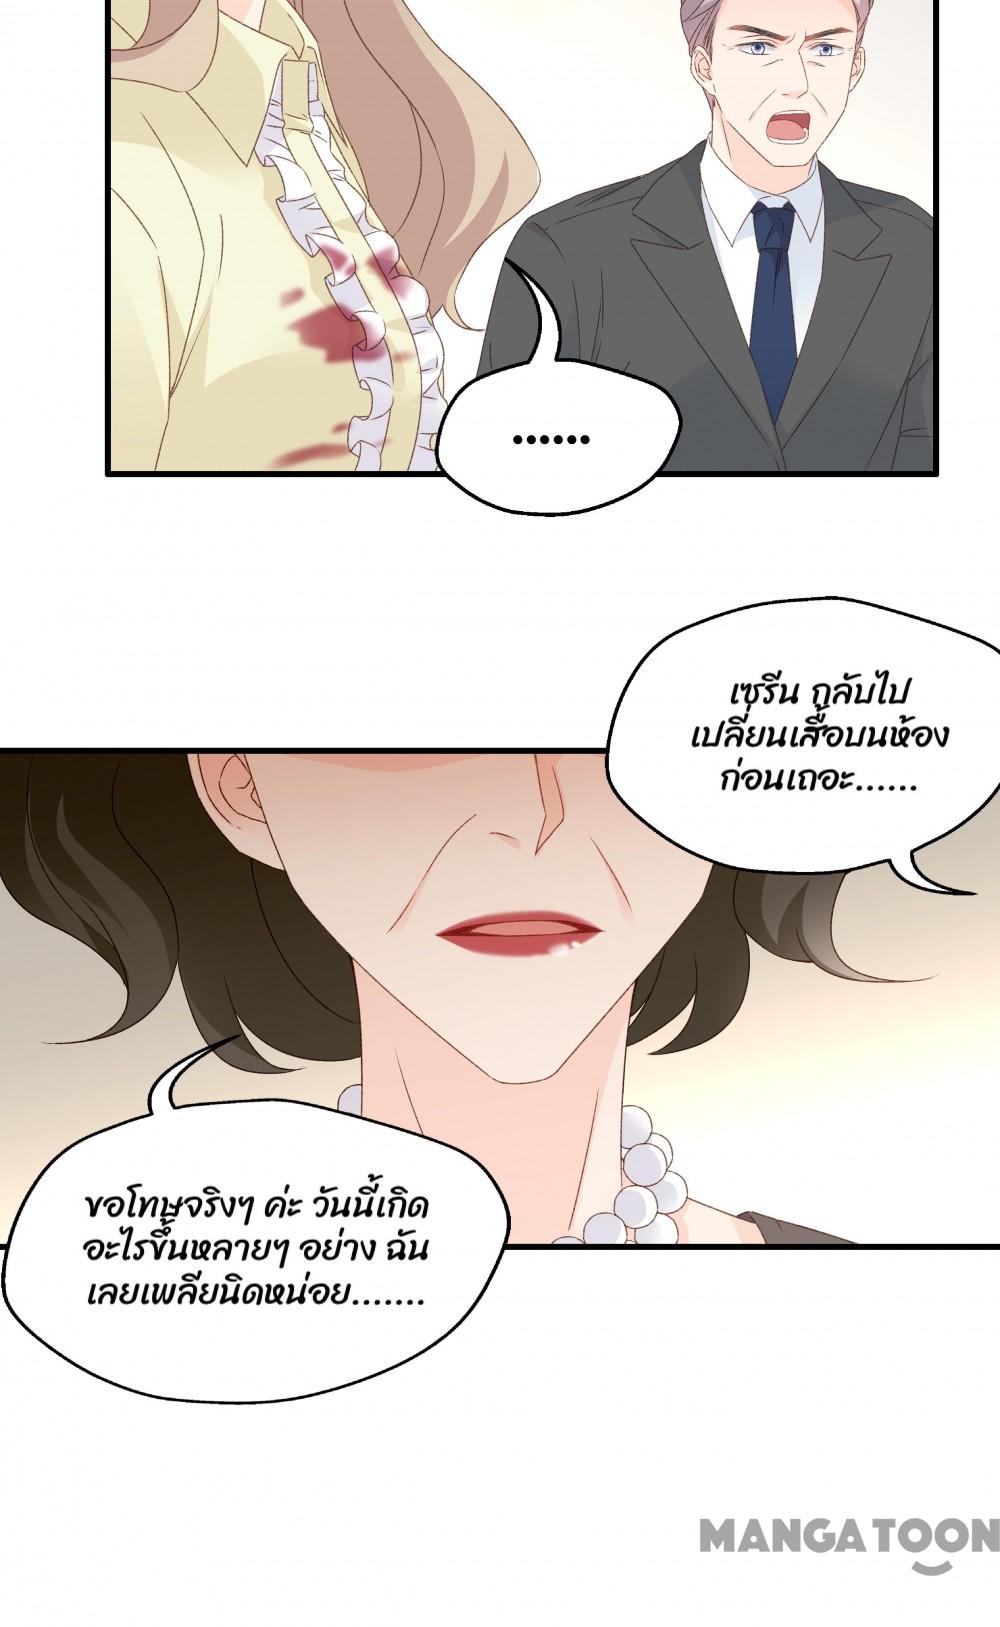 ......
เซรีน กลับไป
เปลี่ยนเสื้อบนห้อง
ก่อนเถอะ......
ขอโทษจริงๆ ค่ะ วันนี้เกิด
อะไรขึ้นหลายๆ อย่าง ฉัน
เลยเพลียนิดหน่อย.......
MANGATOON